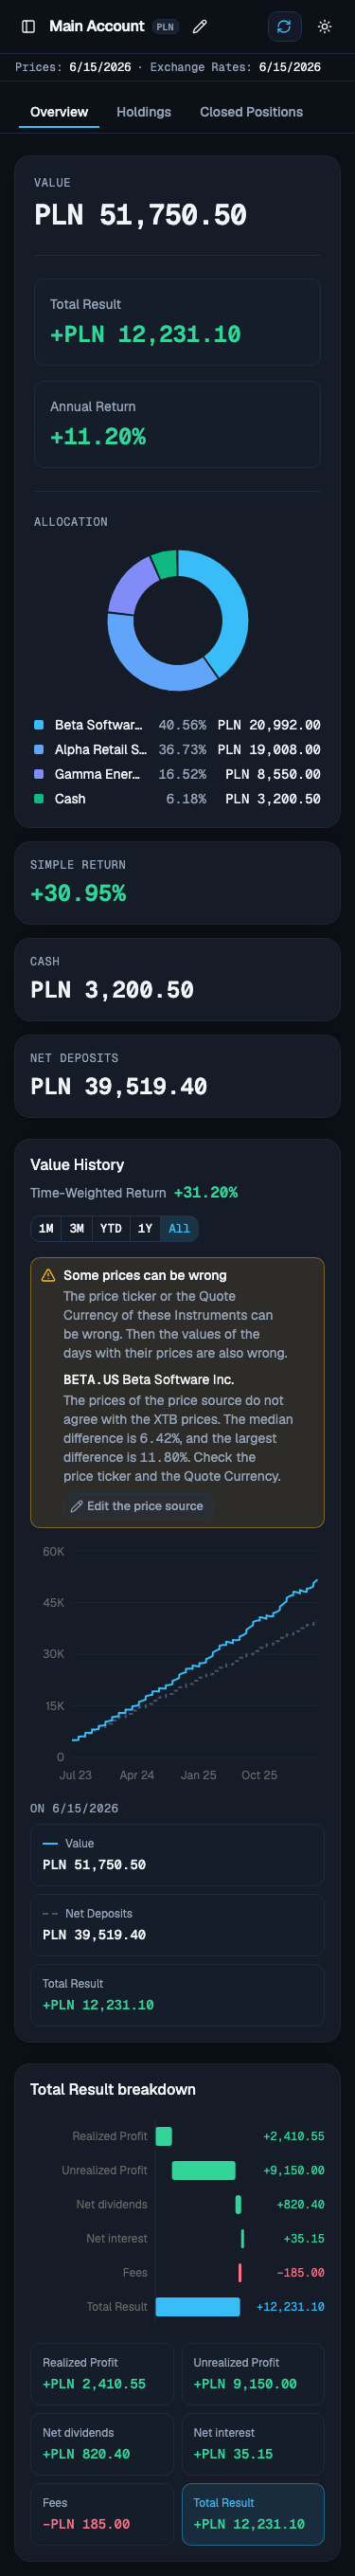 Main Account PLN
Prices: 6/15/2026 · Exchange Rates: 6/15/2026
Overview Holdings Closed Positions
VALUE
PLN 51,750.50
Total Result
+PLN 12,231.10
Annual Return
+11.20%
ALLOCATION
Beta Softwar… 40.56% PLN 20,992.00
Alpha Retail S… 36.73% PLN 19,008.00
Gamma Ener… 16.52% PLN 8,550.00
Cash 6.18% PLN 3,200.50
SIMPLE RETURN
+30.95%
CASH
PLN 3,200.50
NET DEPOSITS
PLN 39,519.40
Value History
Time-Weighted Return +31.20%
1M 3M YTD 1Y All
Some prices can be wrong
The price ticker or the Quote
Currency of these Instruments can
be wrong. Then the values of the
days with their prices are also wrong.
BETA.US Beta Software Inc.
The prices of the price source do not
agree with the XTB prices. The median
difference is 6.42%, and the largest
difference is 11.80%. Check the
price ticker and the Quote Currency.
Edit the price source
60K
45K
30K
15K
0
Jul 23 Apr 24 Jan 25 Oct 25
ON 6/15/2026
Value
PLN 51,750.50
Net Deposits
PLN 39,519.40
Total Result
+PLN 12,231.10
Total Result breakdown
Realized Profit +2,410.55
Unrealized Profit +9,150.00
Net dividends +820.40
Net interest +35.15
Fees −185.00
Total Result +12,231.10
Realized Profit Unrealized Profit
+PLN 2,410.55 +PLN 9,150.00
Net dividends Net interest
+PLN 820.40 +PLN 35.15
Fees Total Result
−PLN 185.00 +PLN 12,231.10